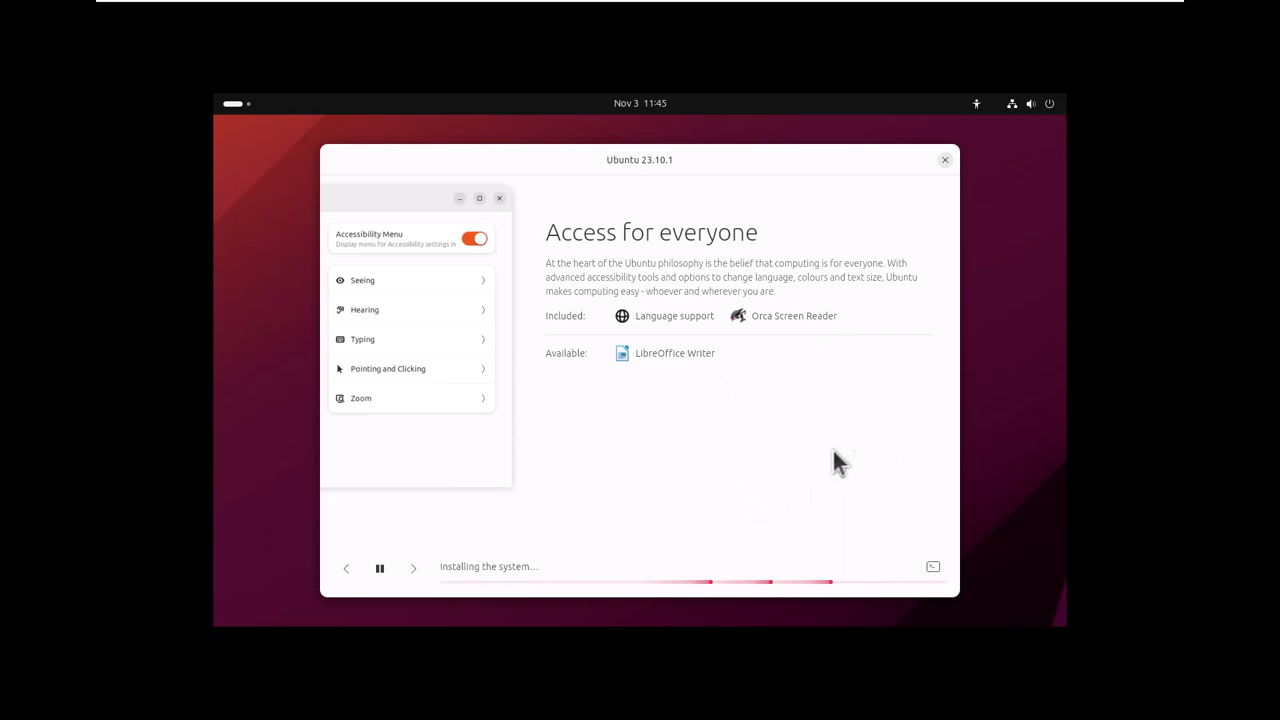 Nov 3 11:45
Ubuntu 23.10.1
Accessibility Menu
Display menu for Accessibility settings in
Seeing
Hearing
Typing
Pointing and Clicking
Zoom
Access for everyone
At the heart of the Ubuntu philosophy is the belief that computing is for everyone. With
advanced accessibility tools and options to change language, colours and text size, Ubuntu
makes computing easy - whoever and wherever you are.
Included: Language support Orca Screen Reader
Available: LibreOffice Writer
Installing the system...